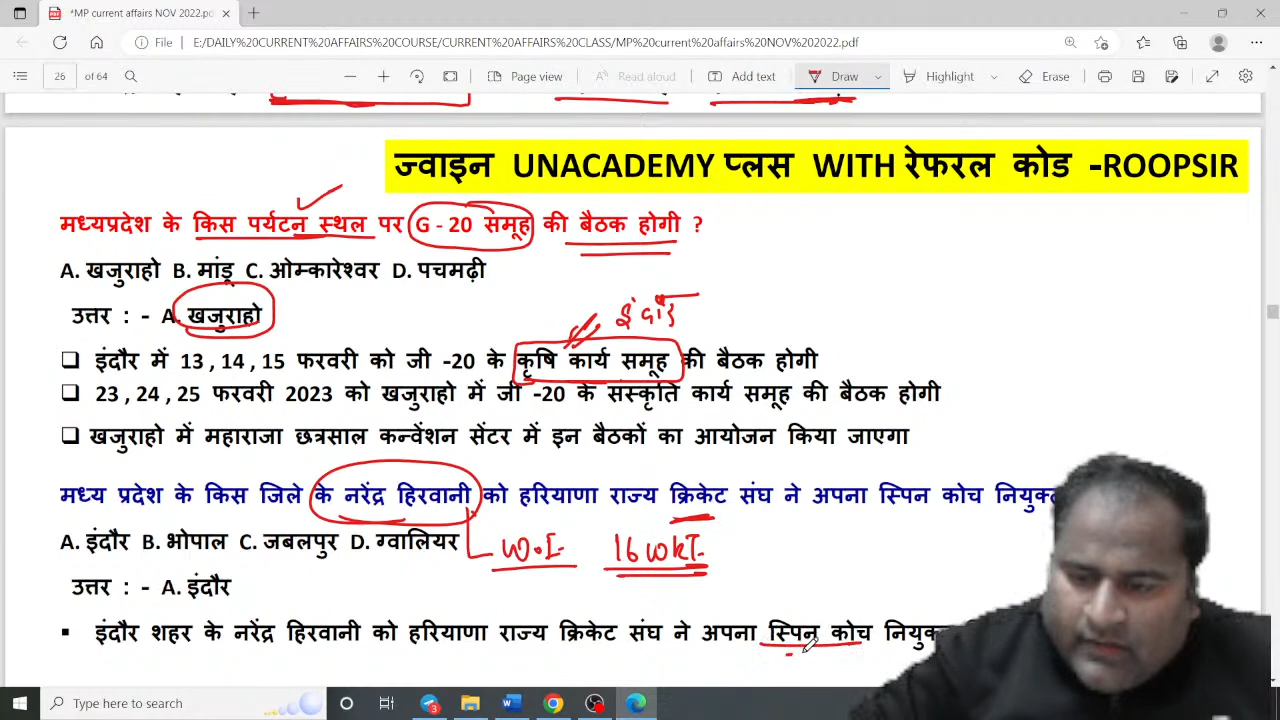 *MP current affairs NOV 2022.pd
File E:/DAILY%20CURRENT%20AFFAIRS%20COURSE/CURRENT%20AFFAIRS%20CLASS/MP%20current%20affairs%20NOV%202022.pdf
26 of 64 Page view Read aloud Add text Draw Highlight Erase
ज्वाइन UNACADEMY प्लस WITH रेफरल कोड -ROOPSIR
मध्यप्रदेश के किस पर्यटन स्थल पर G - 20 समूह की बैठक होगी ?
A. खजुराहो B. मांडू C. ओम्कारेश्वर D. पचमढ़ी
उत्तर : - A. खजुराहो
इंदौर में 13 , 14 , 15 फरवरी को जी -20 के कृषि कार्य समूह की बैठक होगी
23 , 24 , 25 फरवरी 2023 को खजुराहो में जी -20 के संस्कृति कार्य समूह की बैठक होगी
खजुराहो में महाराजा छत्रसाल कन्वेंशन सेंटर में इन बैठकों का आयोजन किया जाएगा
मध्य प्रदेश के किस जिले के नरेंद्र हिरवानी को हरियाणा राज्य क्रिकेट संघ ने अपना स्पिन कोच
A. इंदौर B. भोपाल C. जबलपुर D. ग्वालियर
W.I. 16 WKT
उत्तर : - A. इंदौर
इंदौर शहर के नरेंद्र हिरवानी को हरियाणा राज्य क्रिकेट संघ ने अपना स्पिन कोच
Type here to search
3